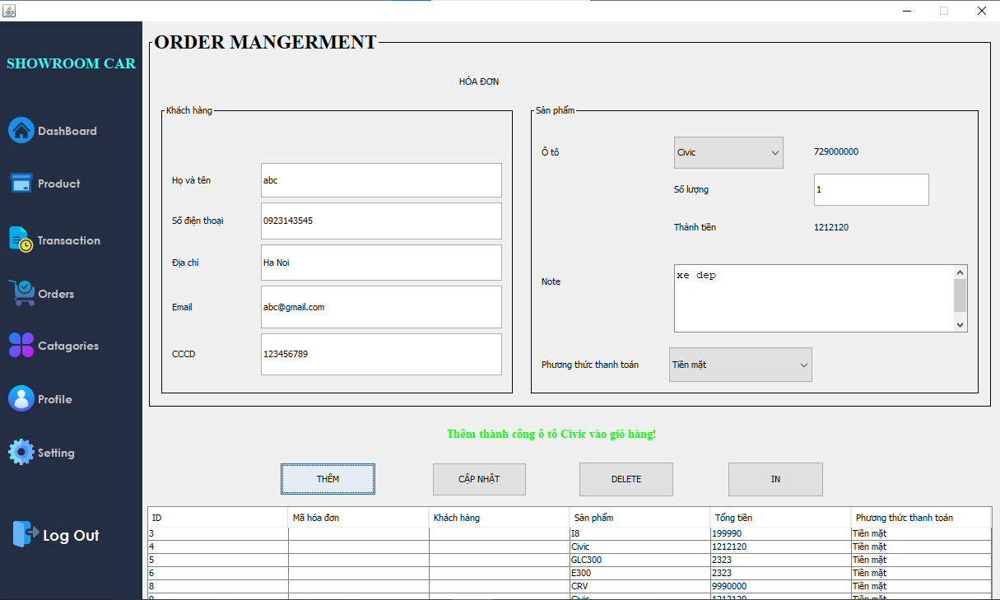 SHOWROOM CAR
DashBoard
Product
Transaction
Orders
Catagories
Profile
Setting
Log Out
ORDER MANGERMENT
HÓA ĐƠN
Khách hàng
Họ và tên abc
Số điện thoại 0923143545
Địa chỉ Ha Noi
Email abc@gmail.com
CCCD 123456789
Sản phẩm
Ô tô Civic 729000000
Số lượng 1
Thành tiền 1212120
Note xe dep
Phương thức thanh toán Tiền mặt
Thêm thành công ô tô Civic vào giỏ hàng!
THÊM CẬP NHẬT DELETE IN
ID Mã hóa đơn Khách hàng Sản phẩm Tổng tiền Phương thức thanh toán
3 I8 199990 Tiền mặt
4 Civic 1212120 Tiền mặt
5 GLC300 2323 Tiền mặt
6 E300 2323 Tiền mặt
8 CRV 9990000 Tiền mặt
9 Civic 1212120 Tiền mặt